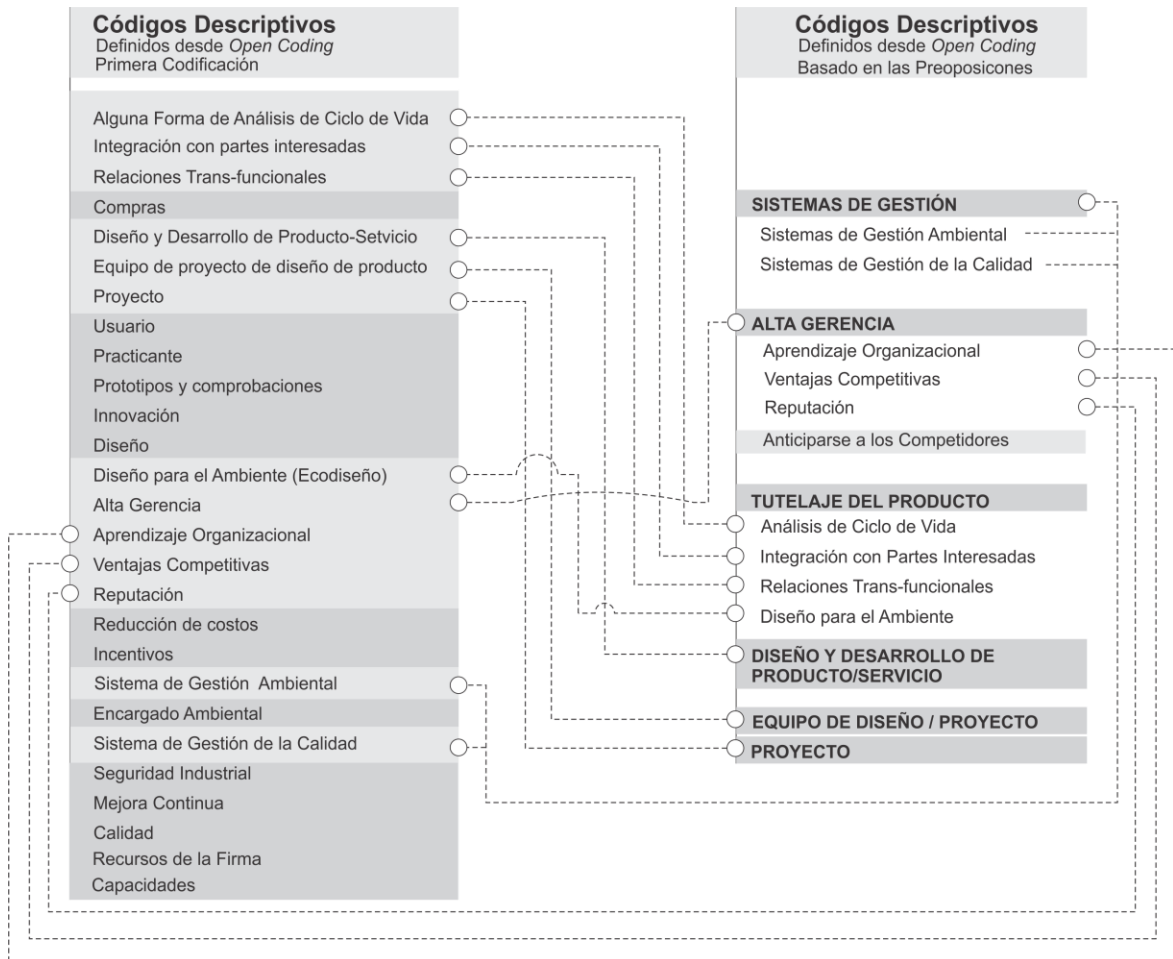 Códigos Descriptivos
Definidos desde Open Coding
Primera Codificación
Alguna Forma de Análisis de Ciclo de Vida
Integración con partes interesadas
Relaciones Trans-funcionales
Compras
Diseño y Desarrollo de Producto-Setvicio
Equipo de proyecto de diseño de producto
Proyecto
Usuario
Practicante
Prototipos y comprobaciones
Innovación
Diseño
Diseño para el Ambiente (Ecodiseño)
Alta Gerencia
Aprendizaje Organizacional
Ventajas Competitivas
Reputación
Reducción de costos
Incentivos
Sistema de Gestión Ambiental
Encargado Ambiental
Sistema de Gestión de la Calidad
Seguridad Industrial
Mejora Continua
Calidad
Recursos de la Firma
Capacidades
Códigos Descriptivos
Definidos desde Open Coding
Basado en las Preoposicones
SISTEMAS DE GESTIÓN
Sistemas de Gestión Ambiental
Sistemas de Gestión de la Calidad
ALTA GERENCIA
Aprendizaje Organizacional
Ventajas Competitivas
Reputación
Anticiparse a los Competidores
TUTELAJE DEL PRODUCTO
Análisis de Ciclo de Vida
Integración con Partes Interesadas
Relaciones Trans-funcionales
Diseño para el Ambiente
DISEÑO Y DESARROLLO DE
PRODUCTO/SERVICIO
EQUIPO DE DISEÑO / PROYECTO
PROYECTO